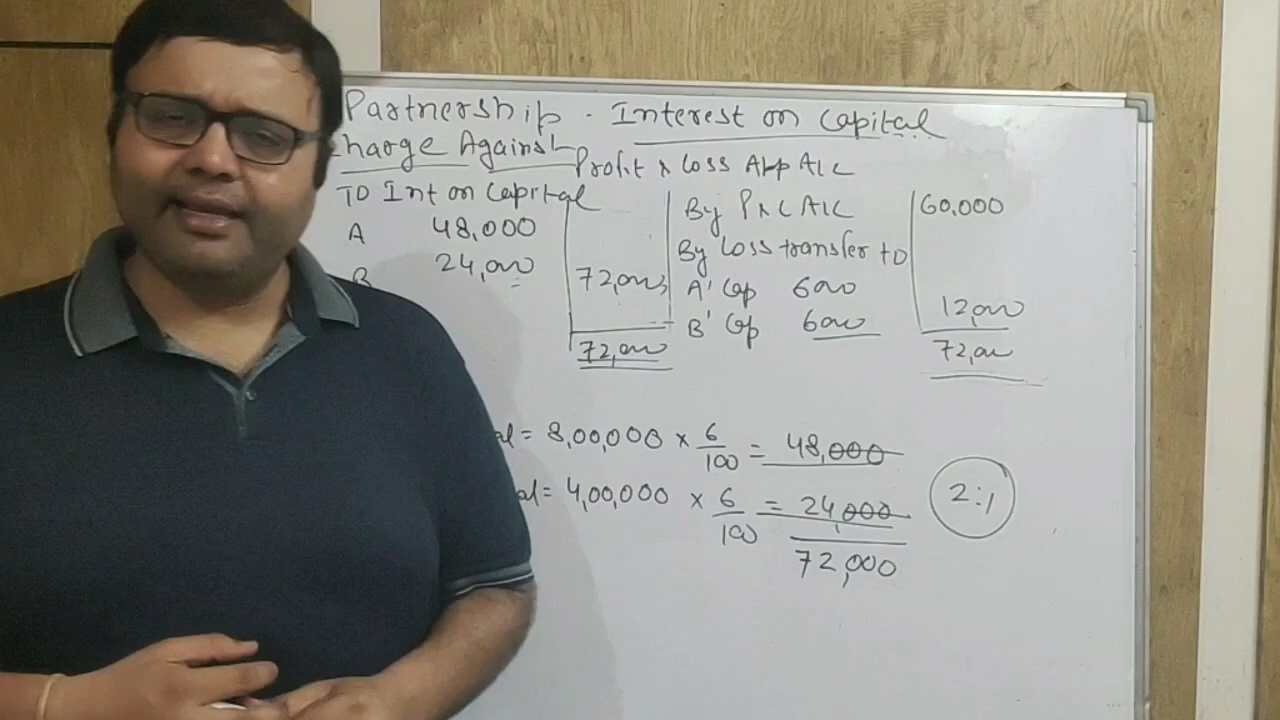 Partnership - Interest on Capital
Charge Against
Profit & Loss App A/C
TO Int on Capital
A 48,000
B 24,000
72,000
72,000
By P & L A/C 60,000
By Loss transfer to
A' Cap 6000
B' Cap 6000
12,000
72,000
al = 8,00,000 × 6/100 = 48,000
al = 4,00,000 × 6/100 = 24,000
72,000
2:1